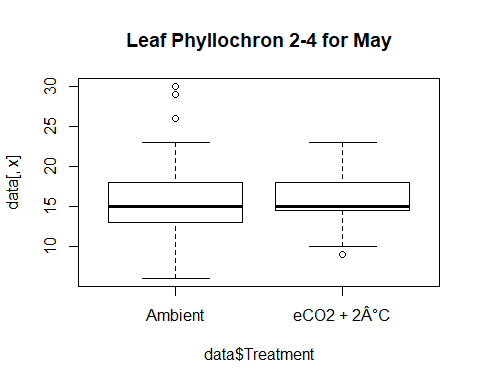 Leaf Phyllochron 2-4 for May
data[, x]
30
25
20
15
10
Ambient
eCO2 + 2Â°C
data$Treatment